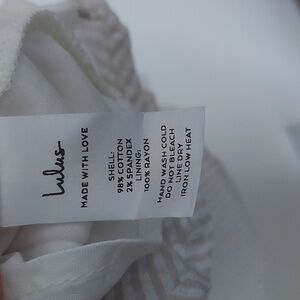 Lulus
MADE WITH LOVE
SHELL:
98% COTTON
2% SPANDEX
LINING:
100% RAYON
HAND WASH COLD
DO NOT BLEACH
LINE DRY
IRON LOW HEAT